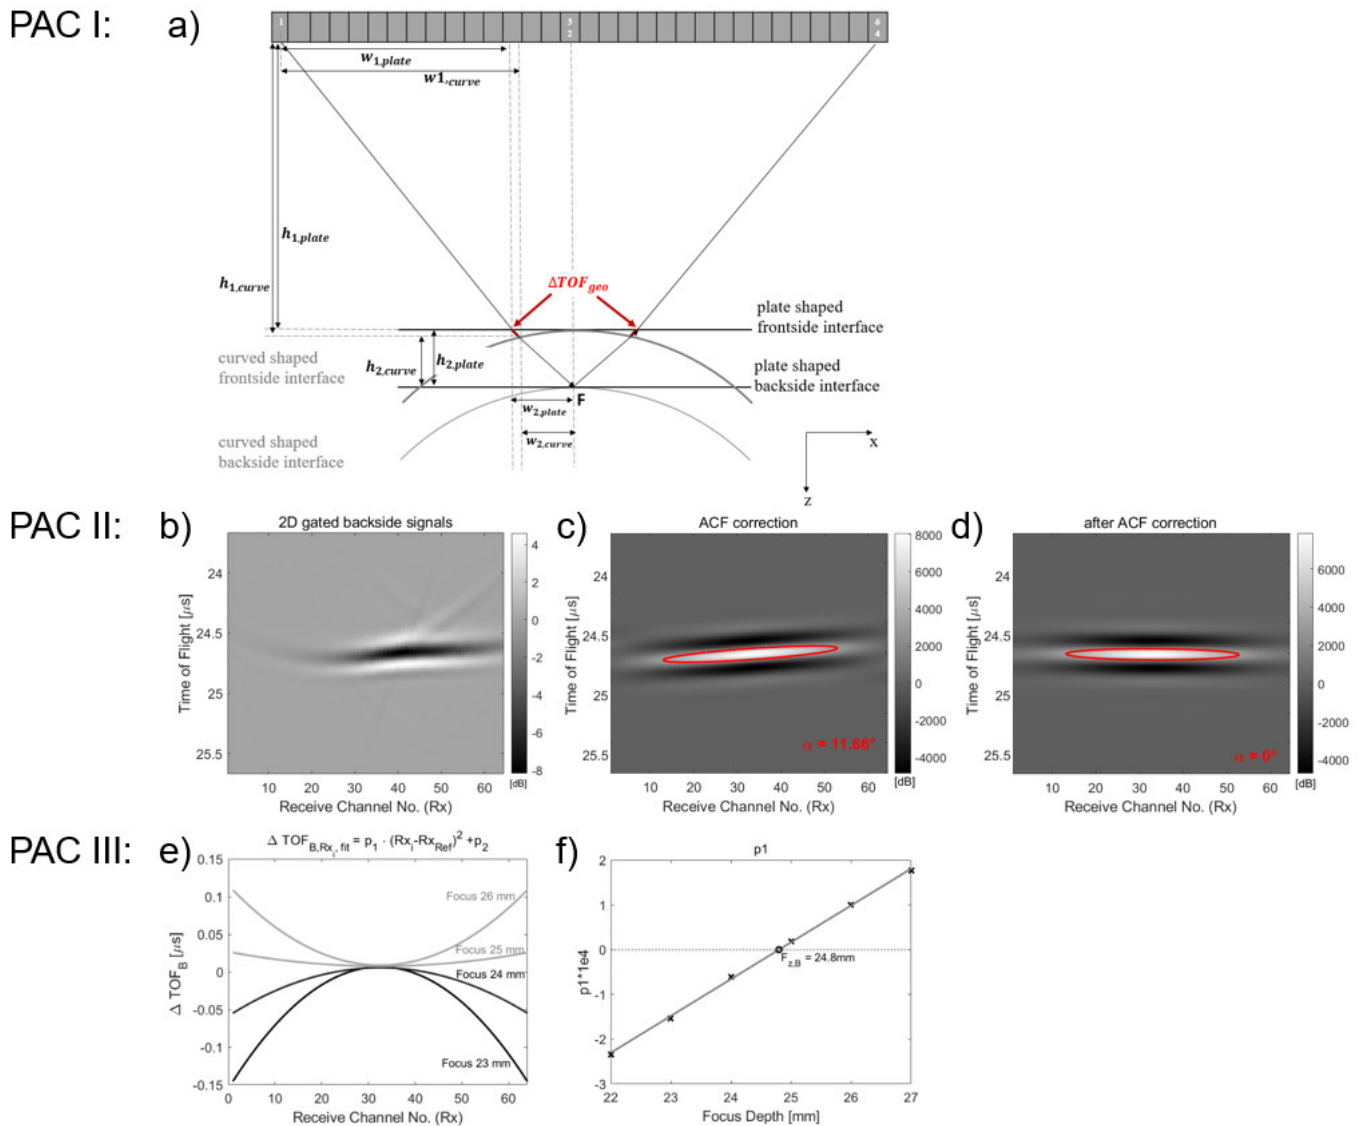 PAC I:
a)
1
3
2
6
4
w1,plate
w1,curve
h1,plate
h1,curve
ΔTOFgeo
plate shaped
frontside interface
curved shaped
frontside interface
h2,curve
h2,plate
plate shaped
backside interface
F
w2,plate
w2,curve
curved shaped
backside interface
x
z
PAC II:
b)
2D gated backside signals
24
24.5
25
25.5
Time of Flight [μs]
10 20 30 40 50 60
Receive Channel No. (Rx)
4
2
0
-2
-4
-6
-8
[dB]
c)
ACF correction
24
24.5
25
25.5
Time of Flight [μs]
α = 11.66°
10 20 30 40 50 60
Receive Channel No. (Rx)
8000
6000
4000
2000
0
-2000
-4000
[dB]
d)
after ACF correction
24
24.5
25
25.5
Time of Flight [μs]
α = 0°
10 20 30 40 50 60
Receive Channel No. (Rx)
6000
4000
2000
0
-2000
-4000
[dB]
PAC III:
e)
Δ TOFB,Rxi, fit = p1 · (Rxi-RxRef)2 +p2
0.15
0.1
0.05
0
-0.05
-0.1
-0.15
Δ TOFB [μs]
Focus 26 mm
Focus 25 mm
Focus 24 mm
Focus 23 mm
0 10 20 30 40 50 60
Receive Channel No. (Rx)
f)
p1
2
1
0
-1
-2
-3
p1*1e4
Fz,B = 24.8mm
22 23 24 25 26 27
Focus Depth [mm]